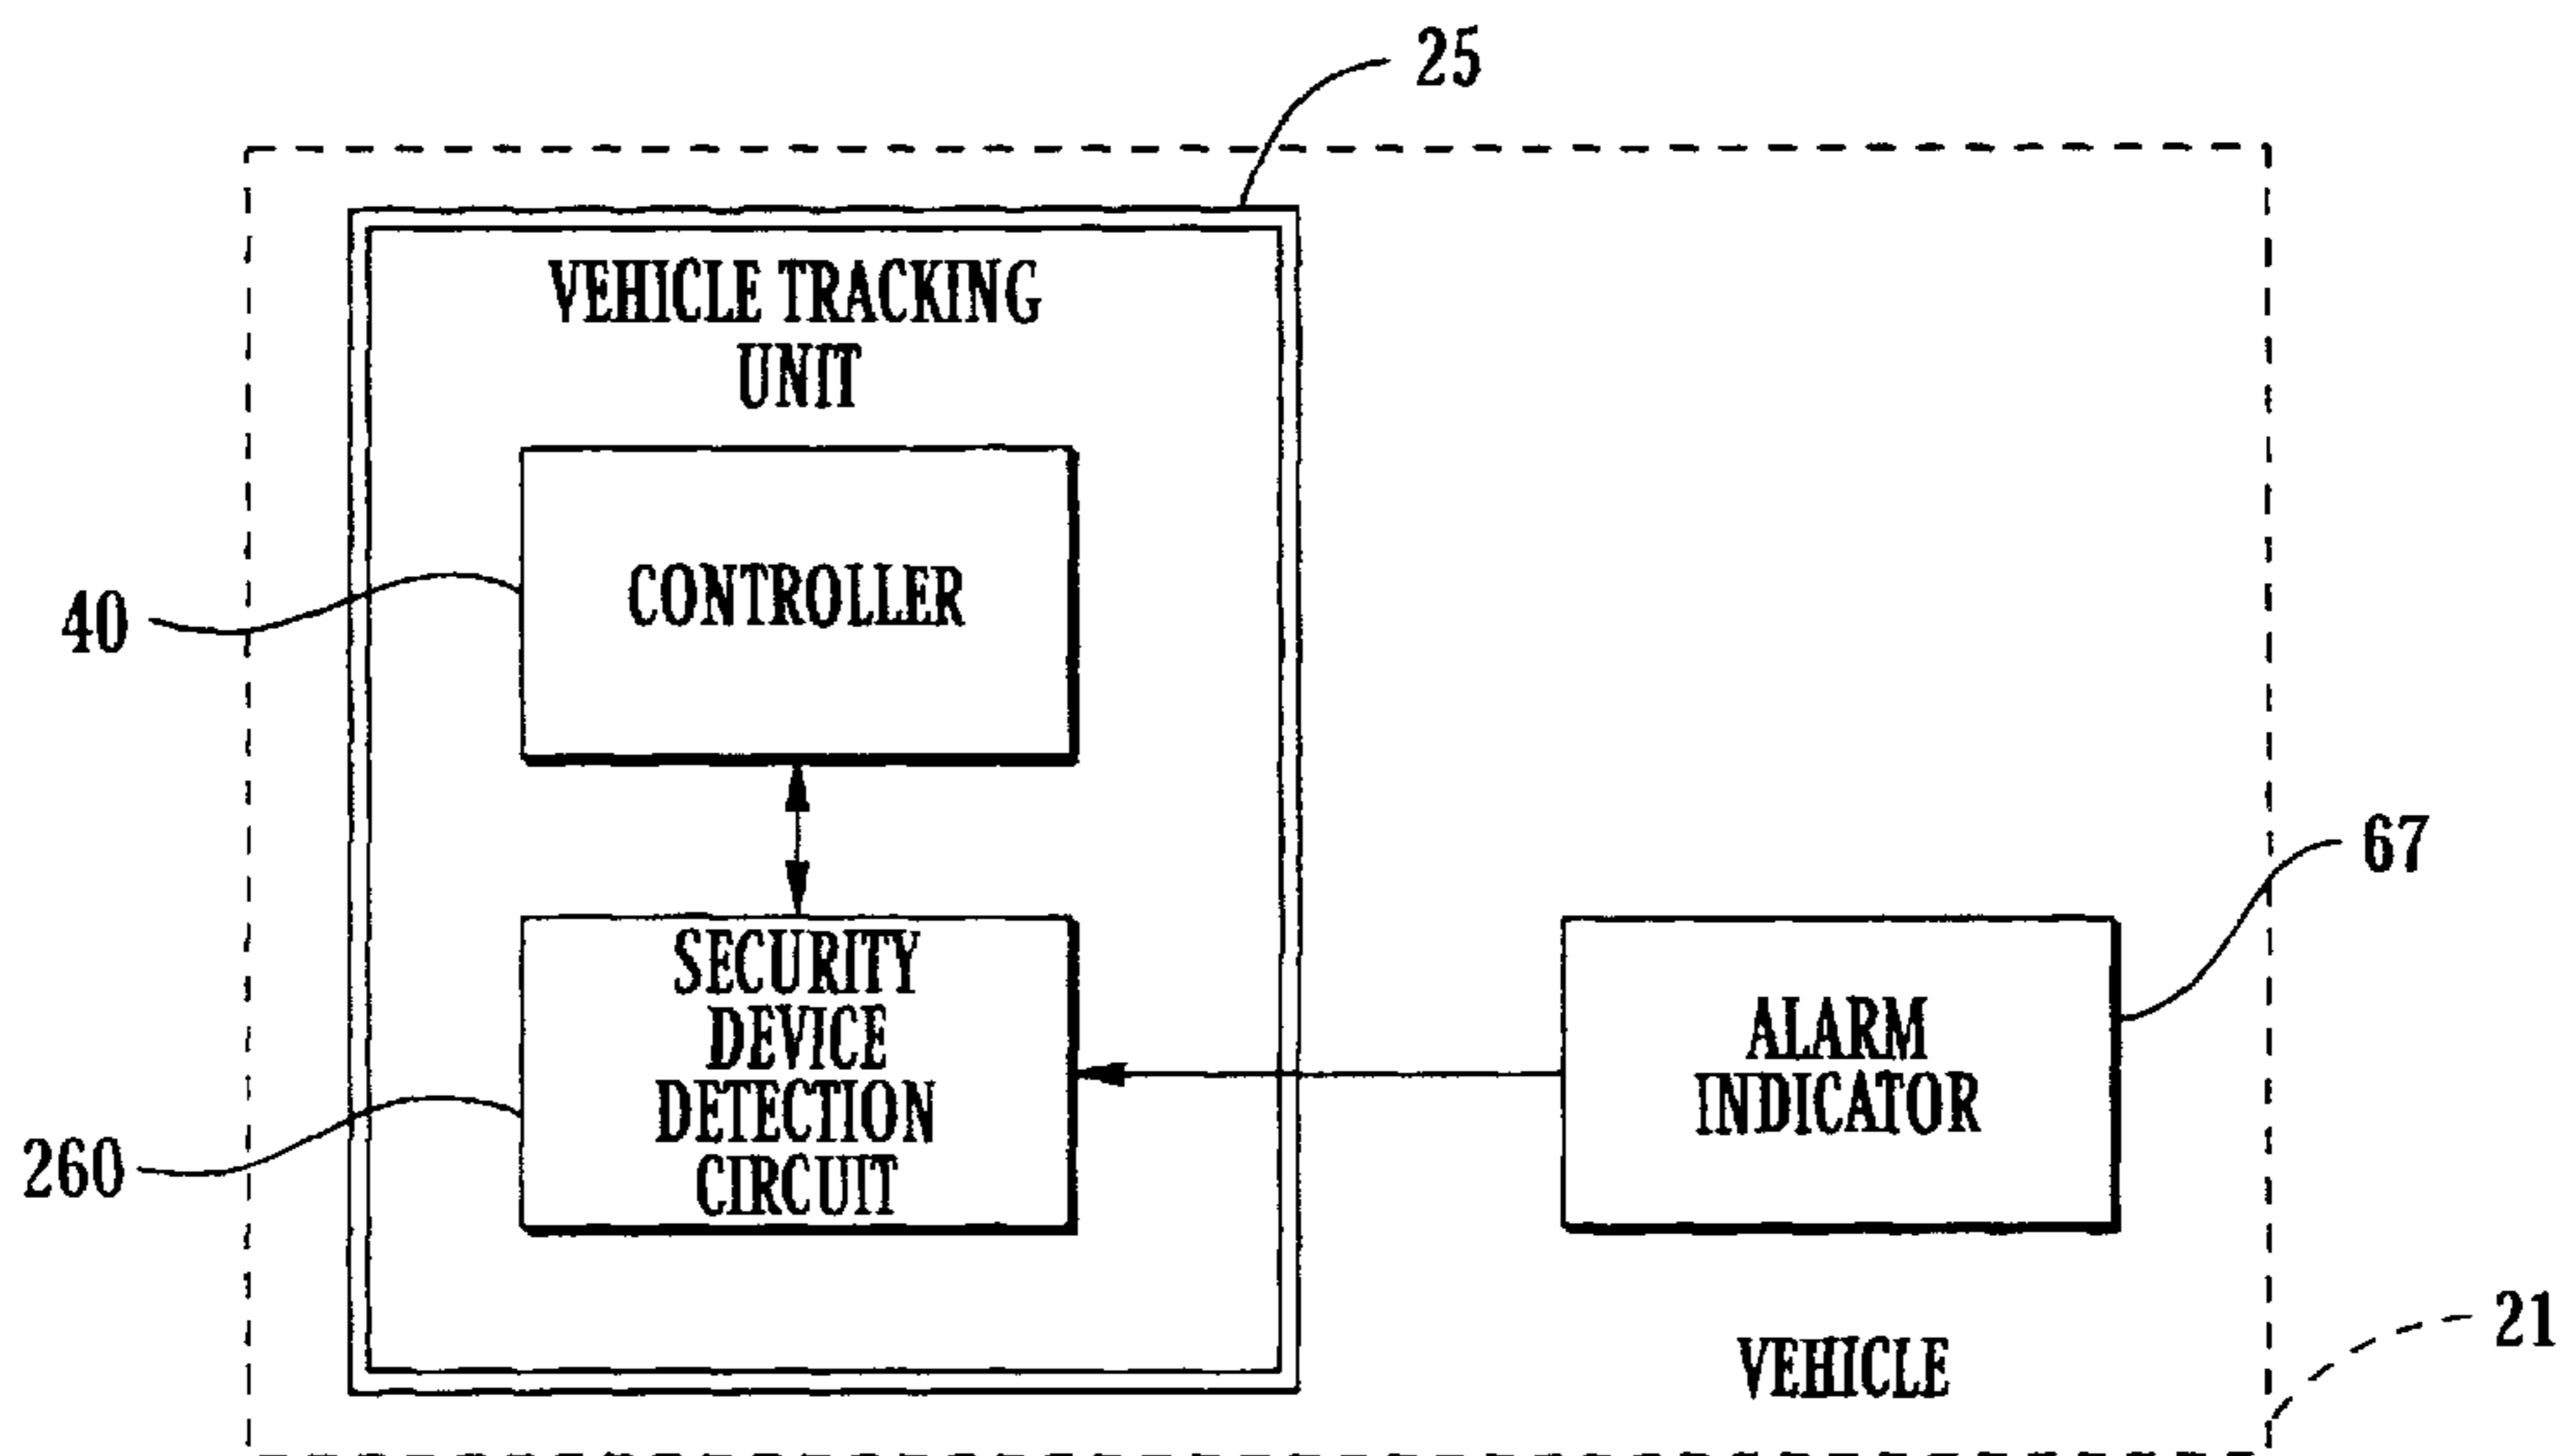 25
VEHICLE TRACKING
UNIT
CONTROLLER
40
SECURITY
DEVICE
DETECTION
CIRCUIT
260
67
ALARM
INDICATOR
VEHICLE
21